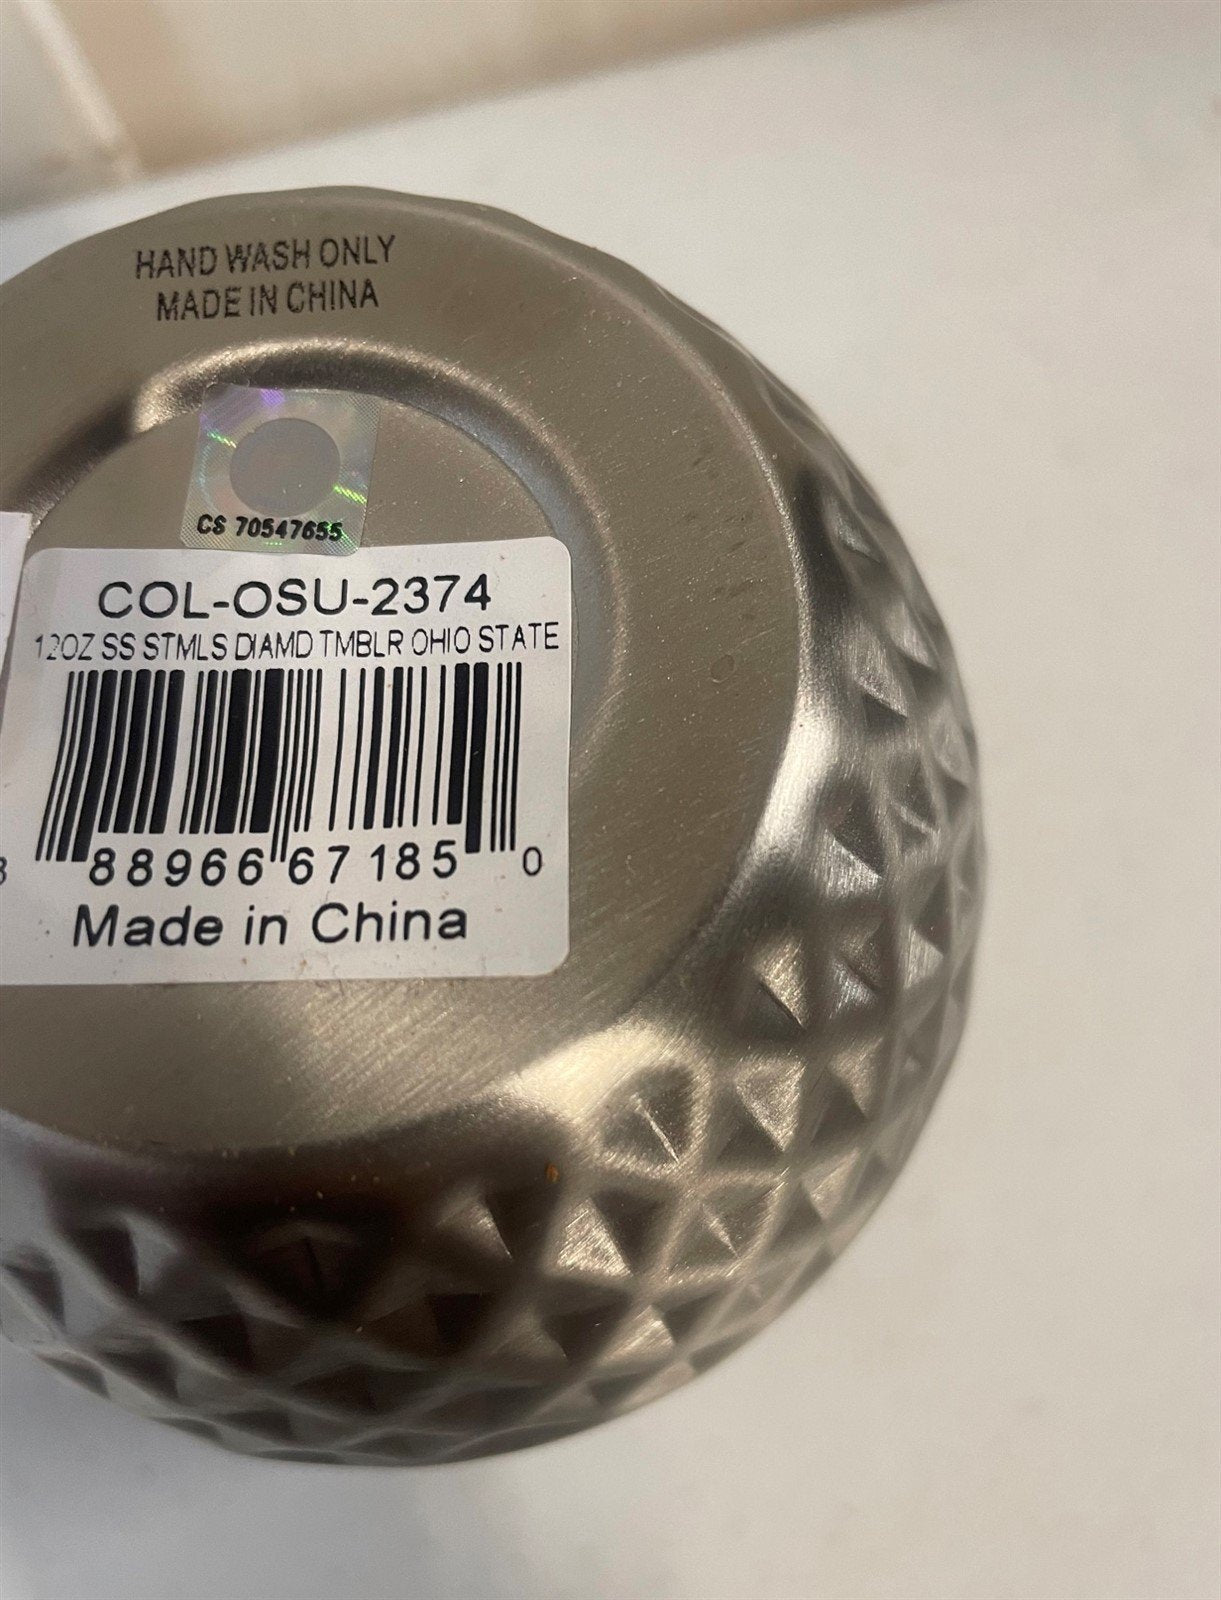 HAND WASH ONLY
MADE IN CHINA
CS 70547655
COL-OSU-2374
12OZ SS STMLS DIAMD TMBLR OHIO STATE
8 88966 67185 0
Made in China